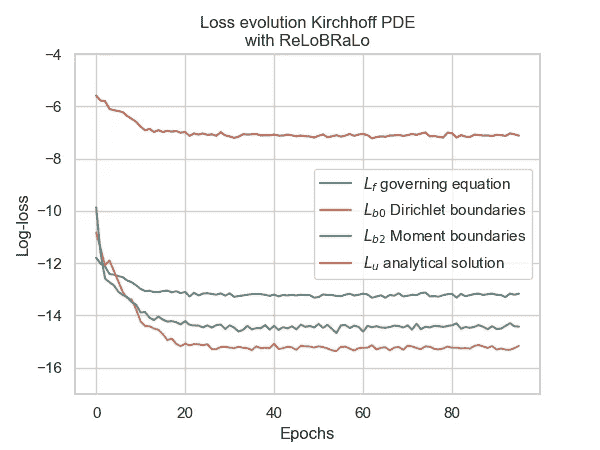 Loss evolution Kirchhoff PDE
with ReLoBRaLo
−4
−6
−8
−10
−12
−14
−16
Log-loss
L_f governing equation
L_{b0} Dirichlet boundaries
L_{b2} Moment boundaries
L_u analytical solution
0
20
40
60
80
Epochs